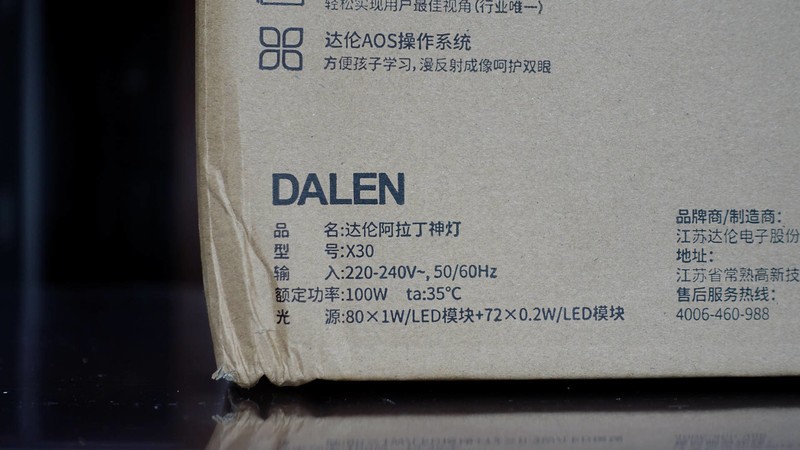 轻松实现用户最佳视角(行业唯一)
达伦AOS操作系统
方便孩子学习,漫反射成像呵护双眼
DALEN
品 名:达伦阿拉丁神灯
型 号:X30
输 入:220-240V~, 50/60Hz
额定功率:100W ta:35℃
光 源:80×1W/LED模块+72×0.2W/LED模块
品牌商/制造商:
江苏达伦电子股份
地址:
江苏省常熟高新技
售后服务热线:
4006-460-988